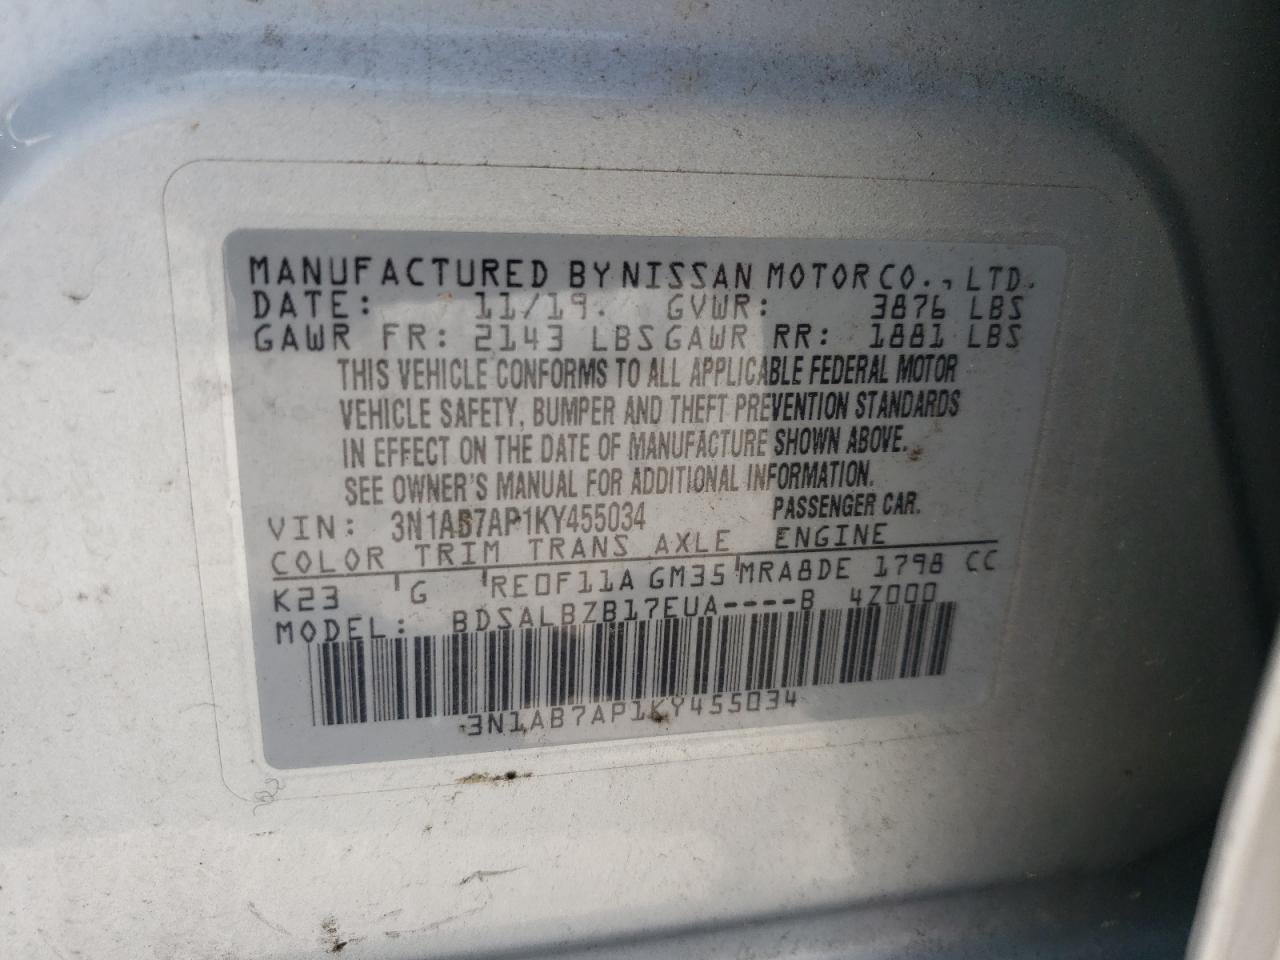 MANUFACTURED BY NISSAN MOTOR CO., LTD.
DATE: 11/19. GVWR: 3876 LBS
GAWR FR: 2143 LBS GAWR RR: 1881 LBS
THIS VEHICLE CONFORMS TO ALL APPLICABLE FEDERAL MOTOR
VEHICLE SAFETY, BUMPER AND THEFT PREVENTION STANDARDS
IN EFFECT ON THE DATE OF MANUFACTURE SHOWN ABOVE.
SEE OWNER'S MANUAL FOR ADDITIONAL INFORMATION.
VIN: 3N1AB7AP1KY455034 PASSENGER CAR.
COLOR TRIM TRANS AXLE ENGINE
K23 G RE0F11A GM35 MRA8DE 1798 CC
MODEL: BDSALBZB17EUA----B 4Z000
3N1AB7AP1KY455034